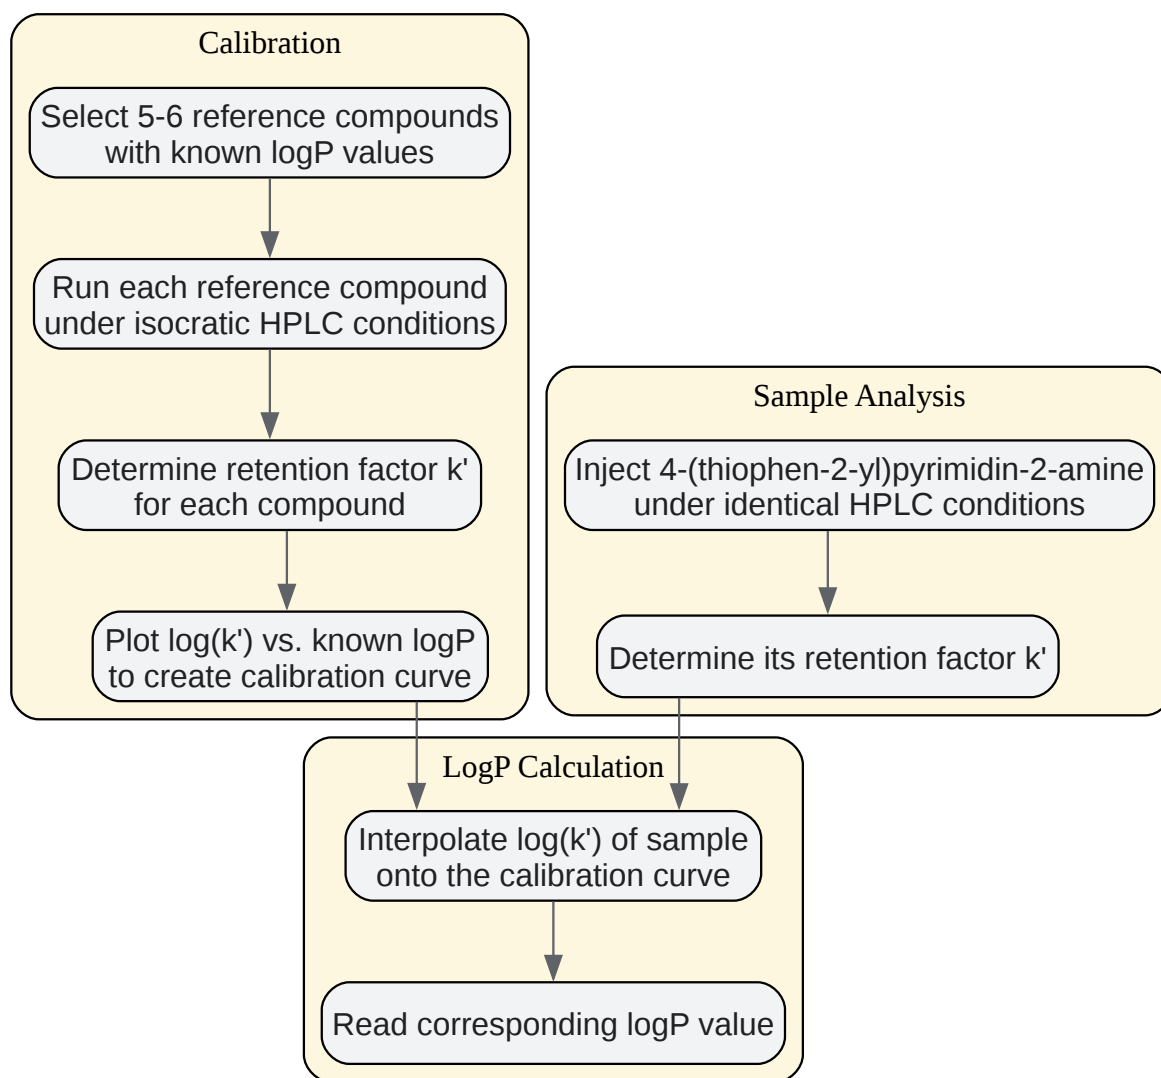 Calibration
Select 5-6 reference compounds
with known logP values
Run each reference compound
under isocratic HPLC conditions
Determine retention factor k'
for each compound
Plot log(k') vs. known logP
to create calibration curve
Sample Analysis
Inject 4-(thiophen-2-yl)pyrimidin-2-amine
under identical HPLC conditions
Determine its retention factor k'
LogP Calculation
Interpolate log(k') of sample
onto the calibration curve
Read corresponding logP value